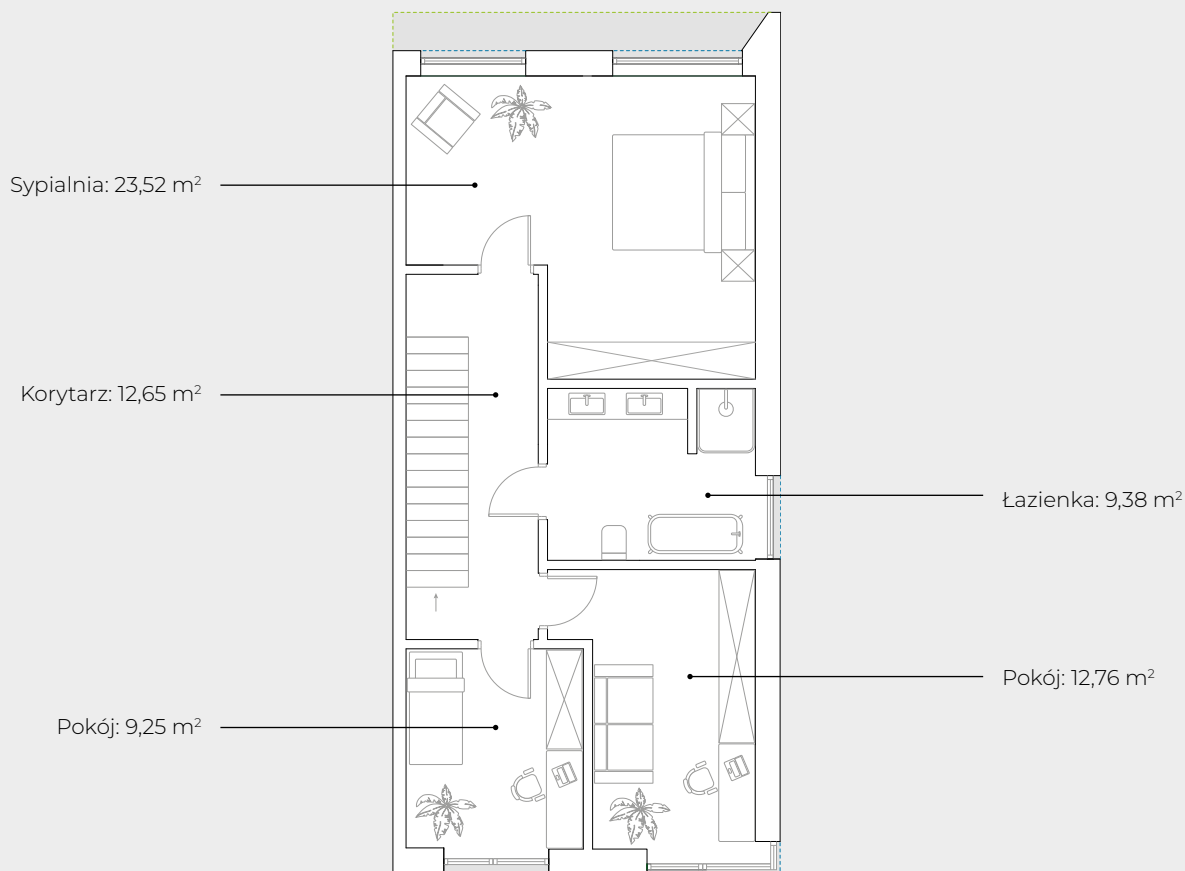 Sypialnia: 23,52 m²
Korytarz: 12,65 m²
Łazienka: 9,38 m²
Pokój: 12,76 m²
Pokój: 9,25 m²